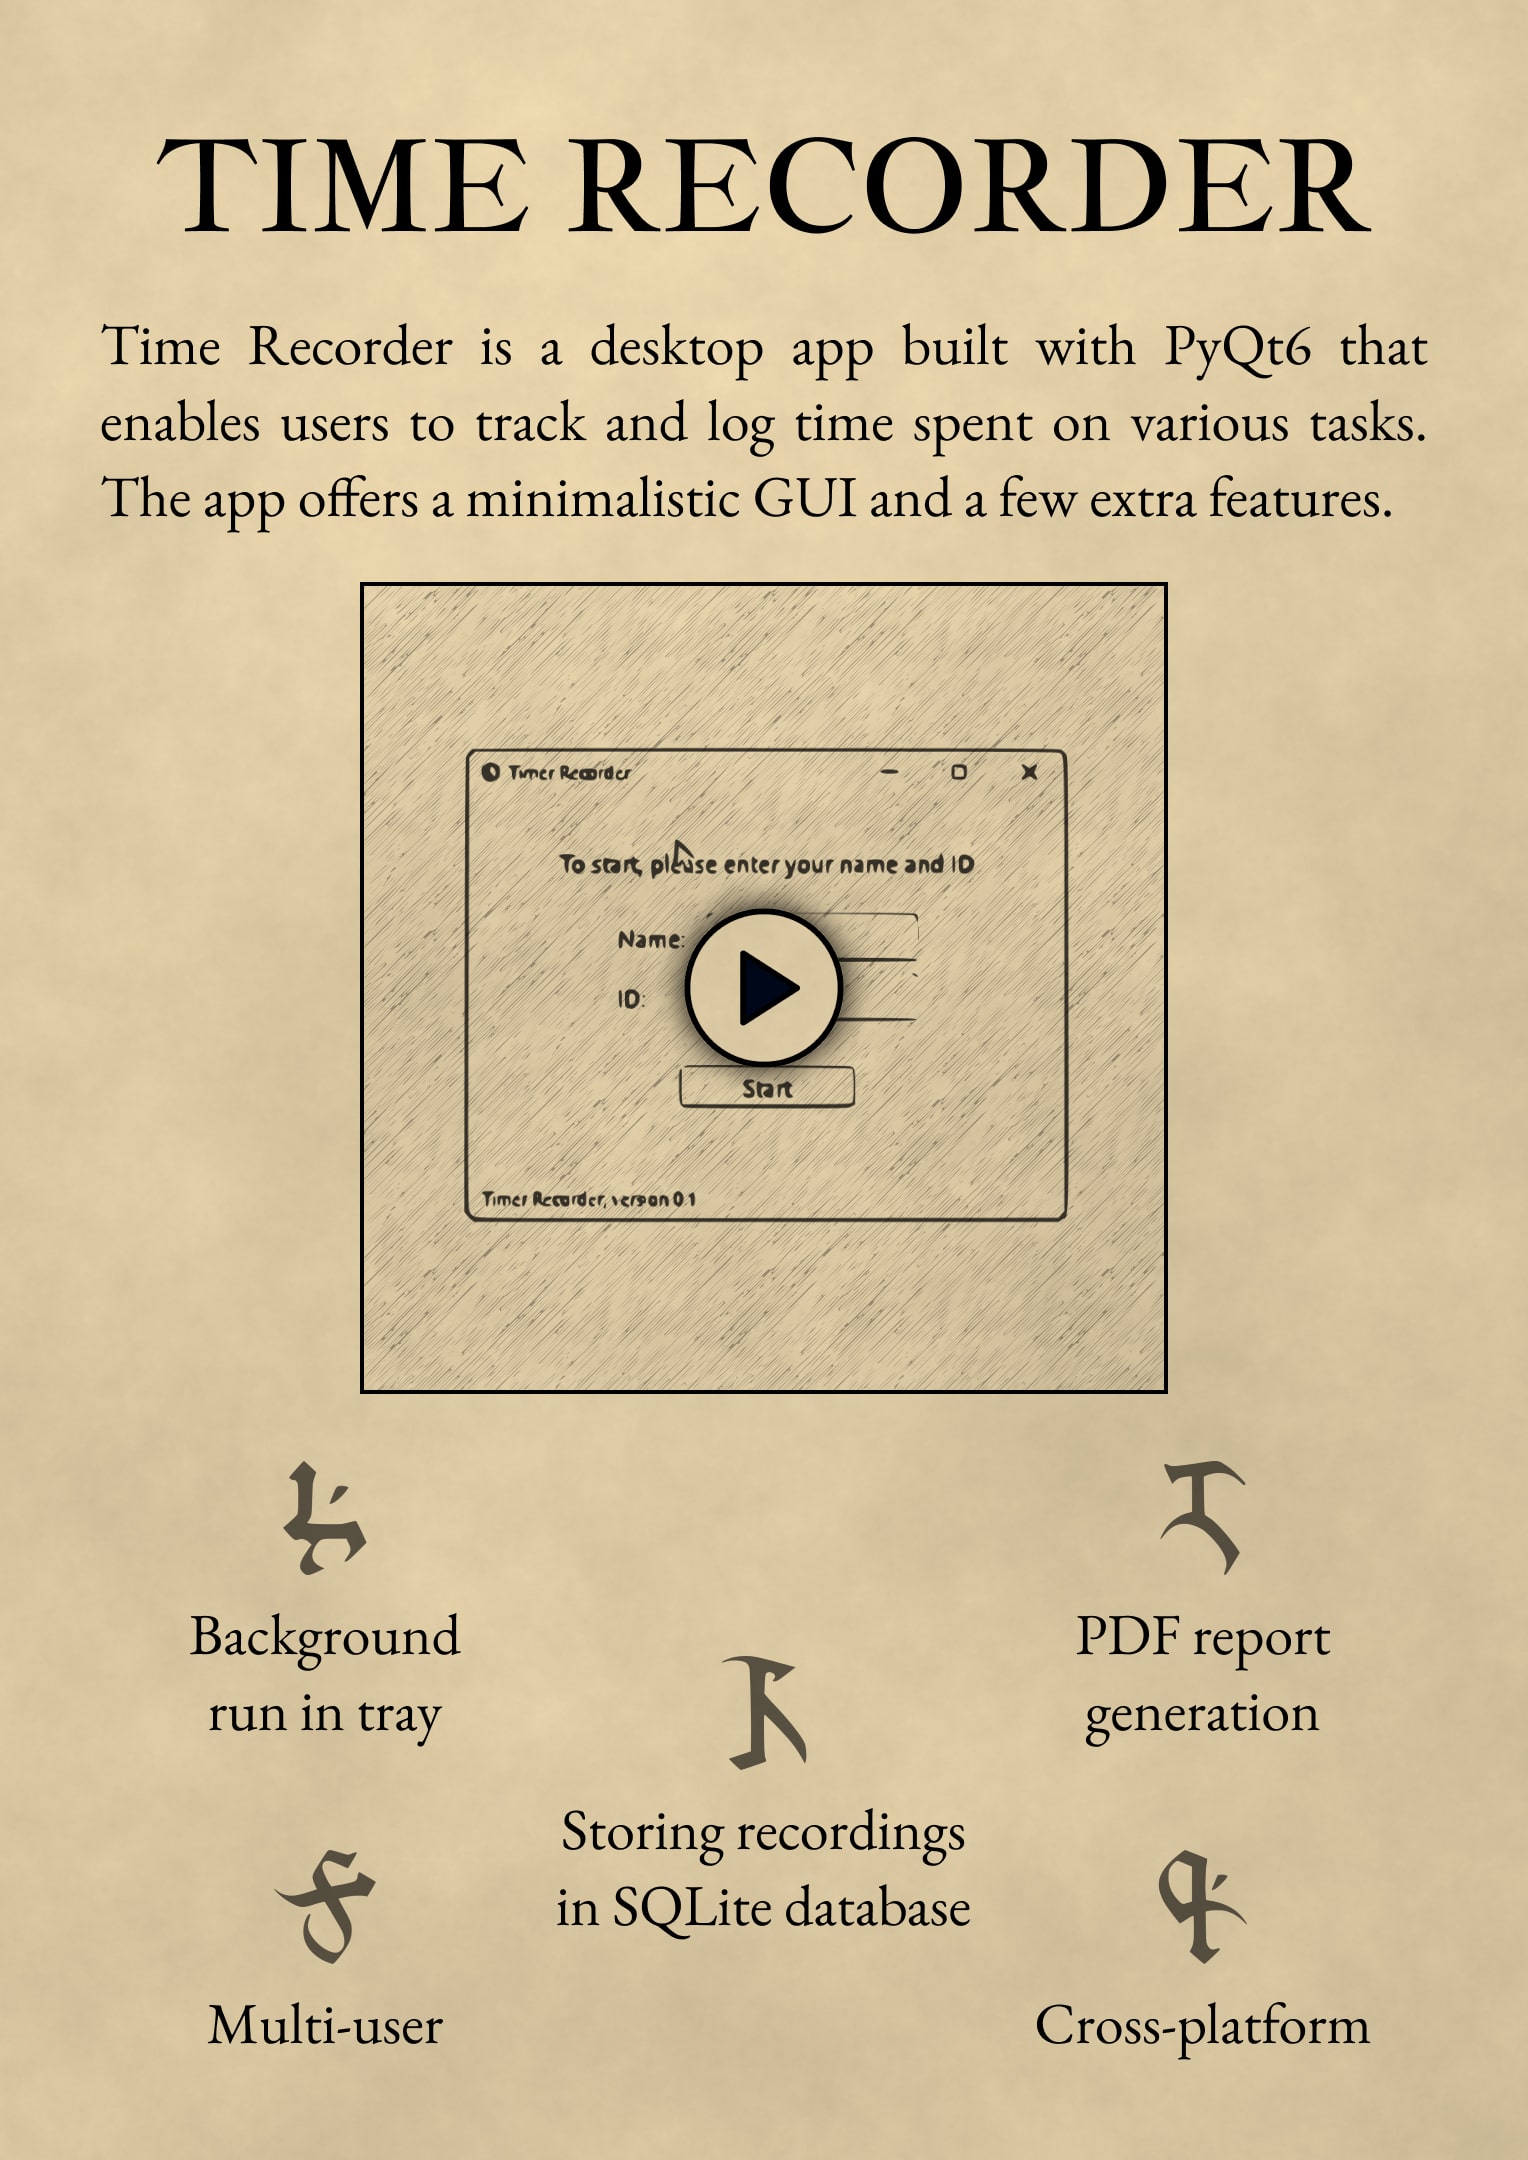 TIME RECORDER
Time Recorder is a desktop app built with PyQt6 that
enables users to track and log time spent on various tasks.
The app offers a minimalistic GUI and a few extra features.
Timer Recorder
To start, please enter your name and ID
Name:
ID:
Start
Timer Recorder, version 0.1
Background
run in tray
PDF report
generation
Storing recordings
in SQLite database
Multi-user
Cross-platform